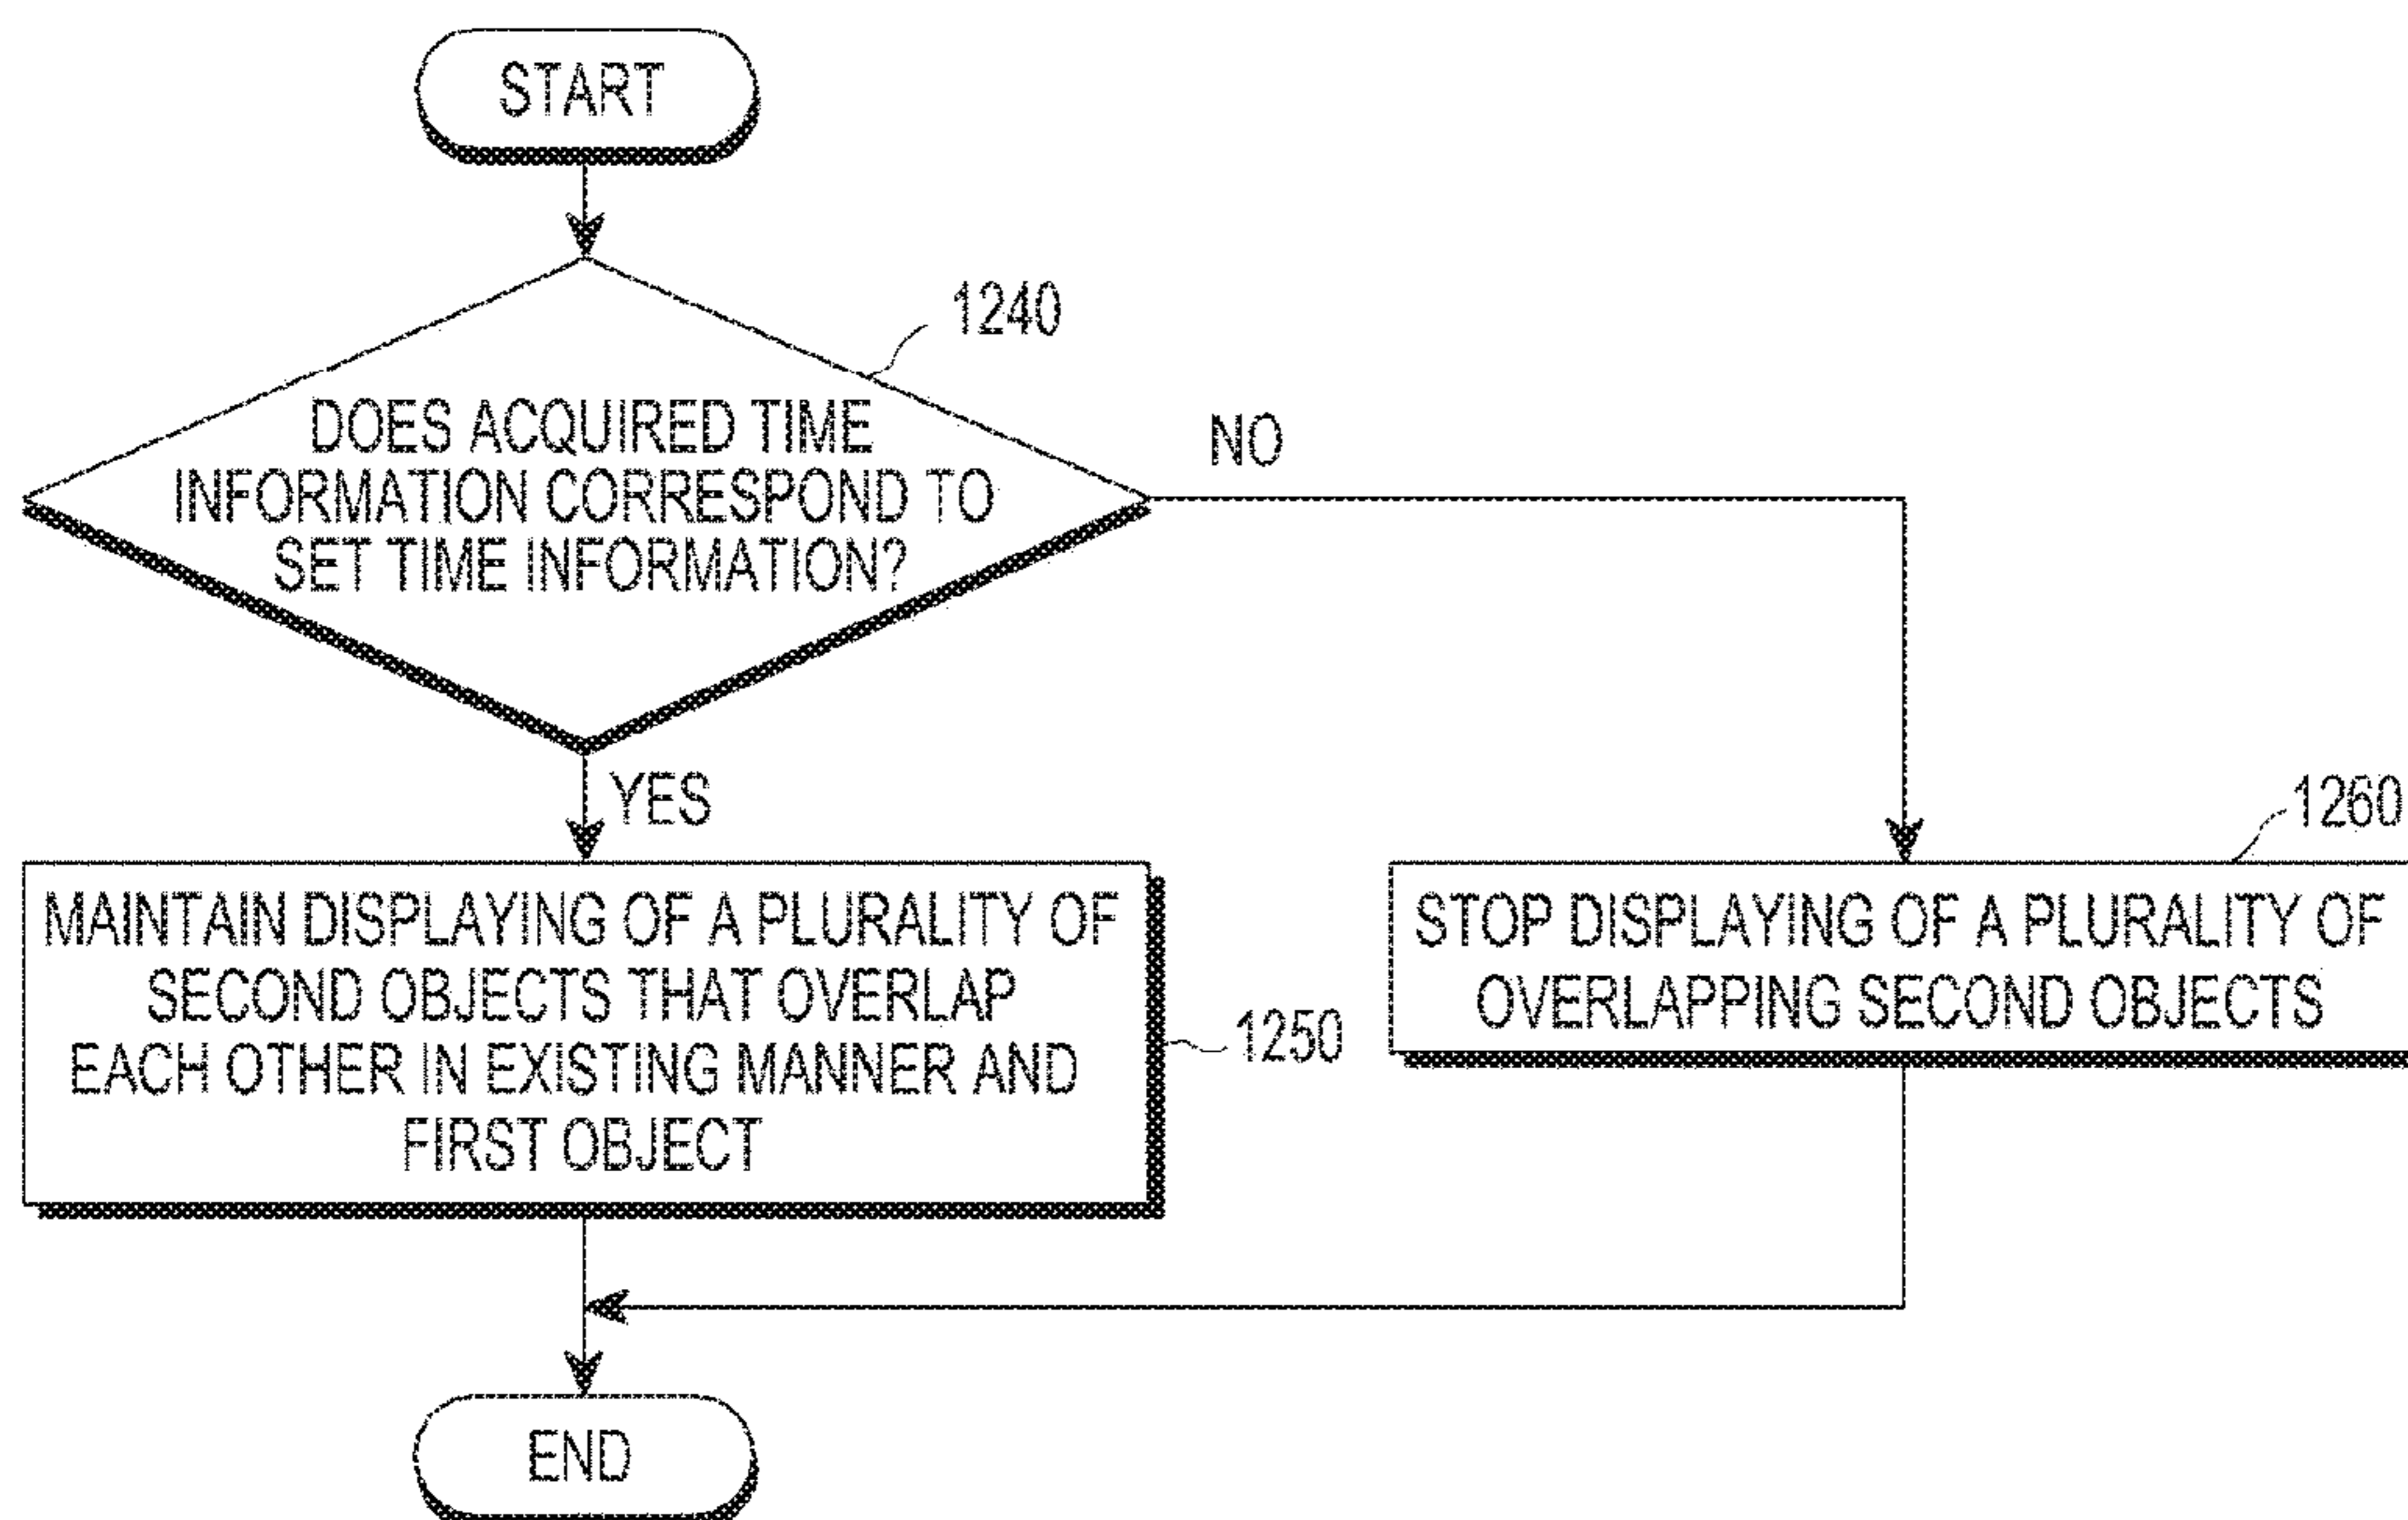 START
1240
DOES ACQUIRED TIME
INFORMATION CORRESPOND TO
SET TIME INFORMATION?
NO
YES
MAINTAIN DISPLAYING OF A PLURALITY OF
SECOND OBJECTS THAT OVERLAP
EACH OTHER IN EXISTING MANNER AND
FIRST OBJECT
1250
1260
STOP DISPLAYING OF A PLURALITY OF
OVERLAPPING SECOND OBJECTS
END